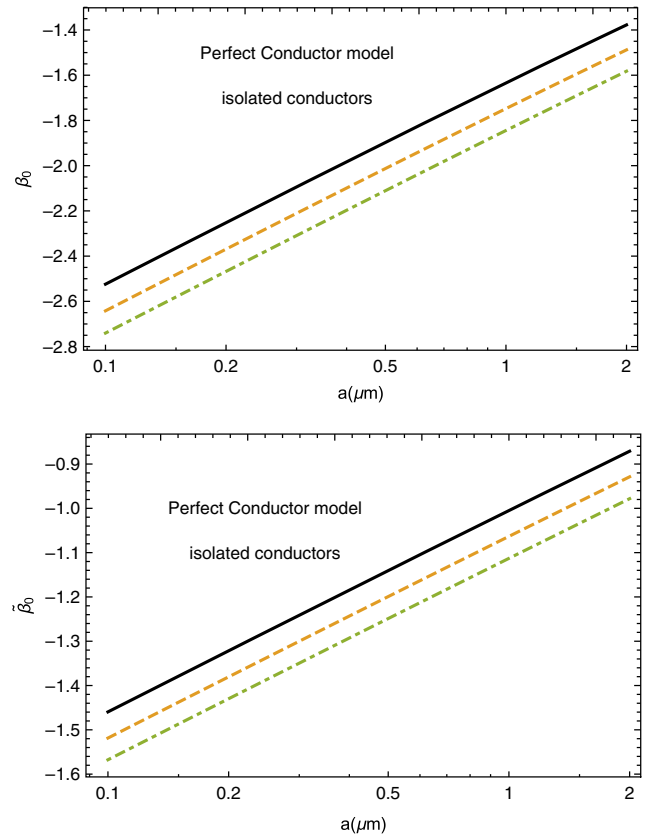 −1.4
−1.6
−1.8
−2.0
−2.2
−2.4
−2.6
−2.8
β0
Perfect Conductor model
isolated conductors
0.1 0.2 0.5 1 2
a(μm)
−0.9
−1.0
−1.1
−1.2
−1.3
−1.4
−1.5
−1.6
β̃0
Perfect Conductor model
isolated conductors
0.1 0.2 0.5 1 2
a(μm)